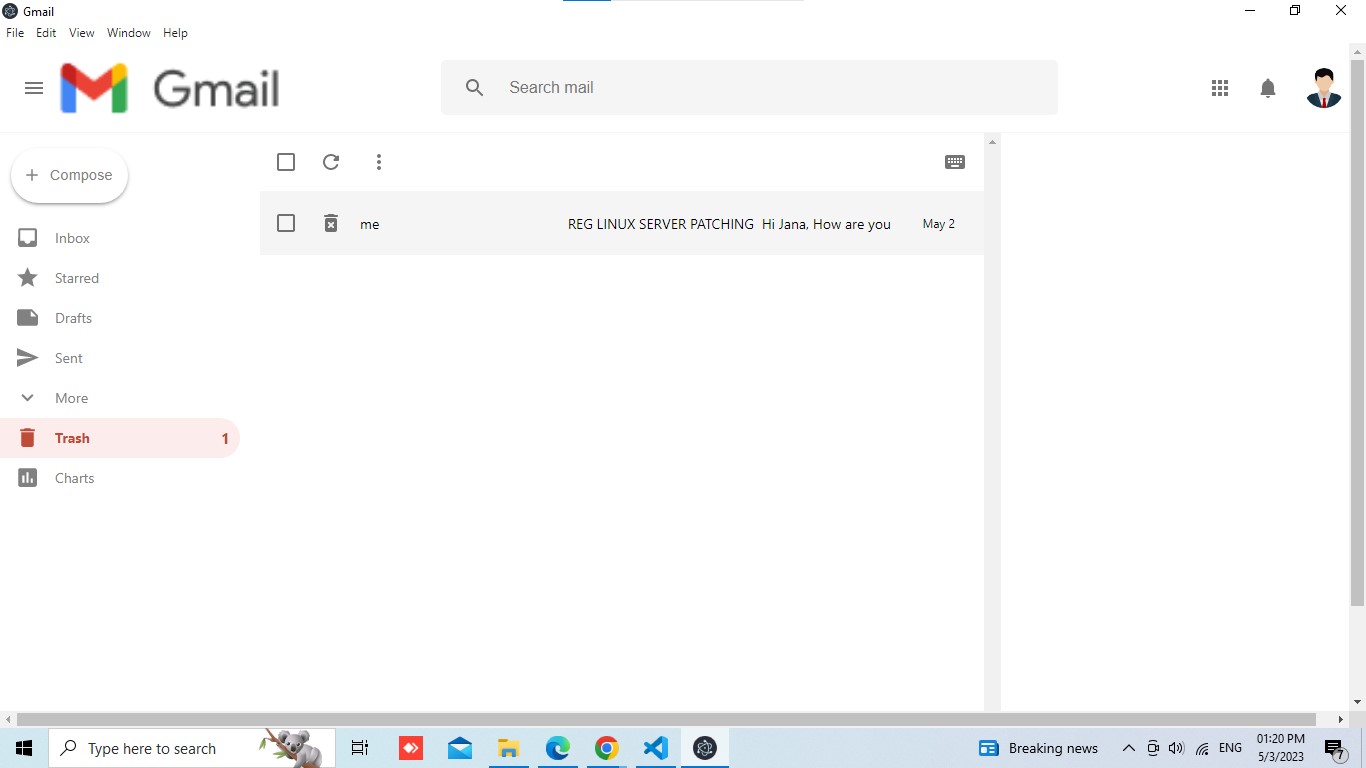 Gmail
File Edit View Window Help
Gmail
Search mail
Compose
Inbox
Starred
Drafts
Sent
More
Trash 1
Charts
me REG LINUX SERVER PATCHING Hi Jana, How are you May 2
Type here to search
Breaking news
ENG
01:20 PM
5/3/2023
7